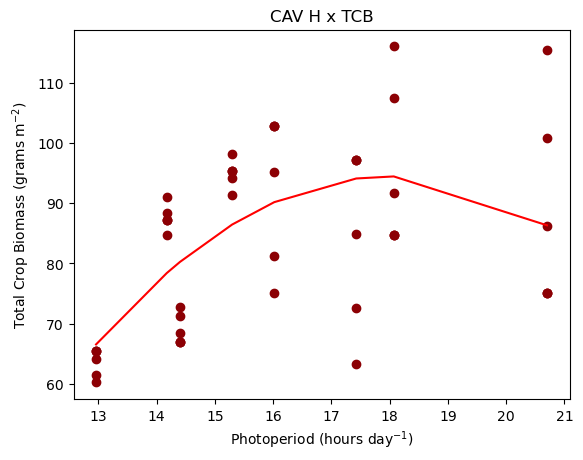 CAV H x TCB
Total Crop Biomass (grams m⁻²)
110
100
90
80
70
60
13 14 15 16 17 18 19 20 21
Photoperiod (hours day⁻¹)